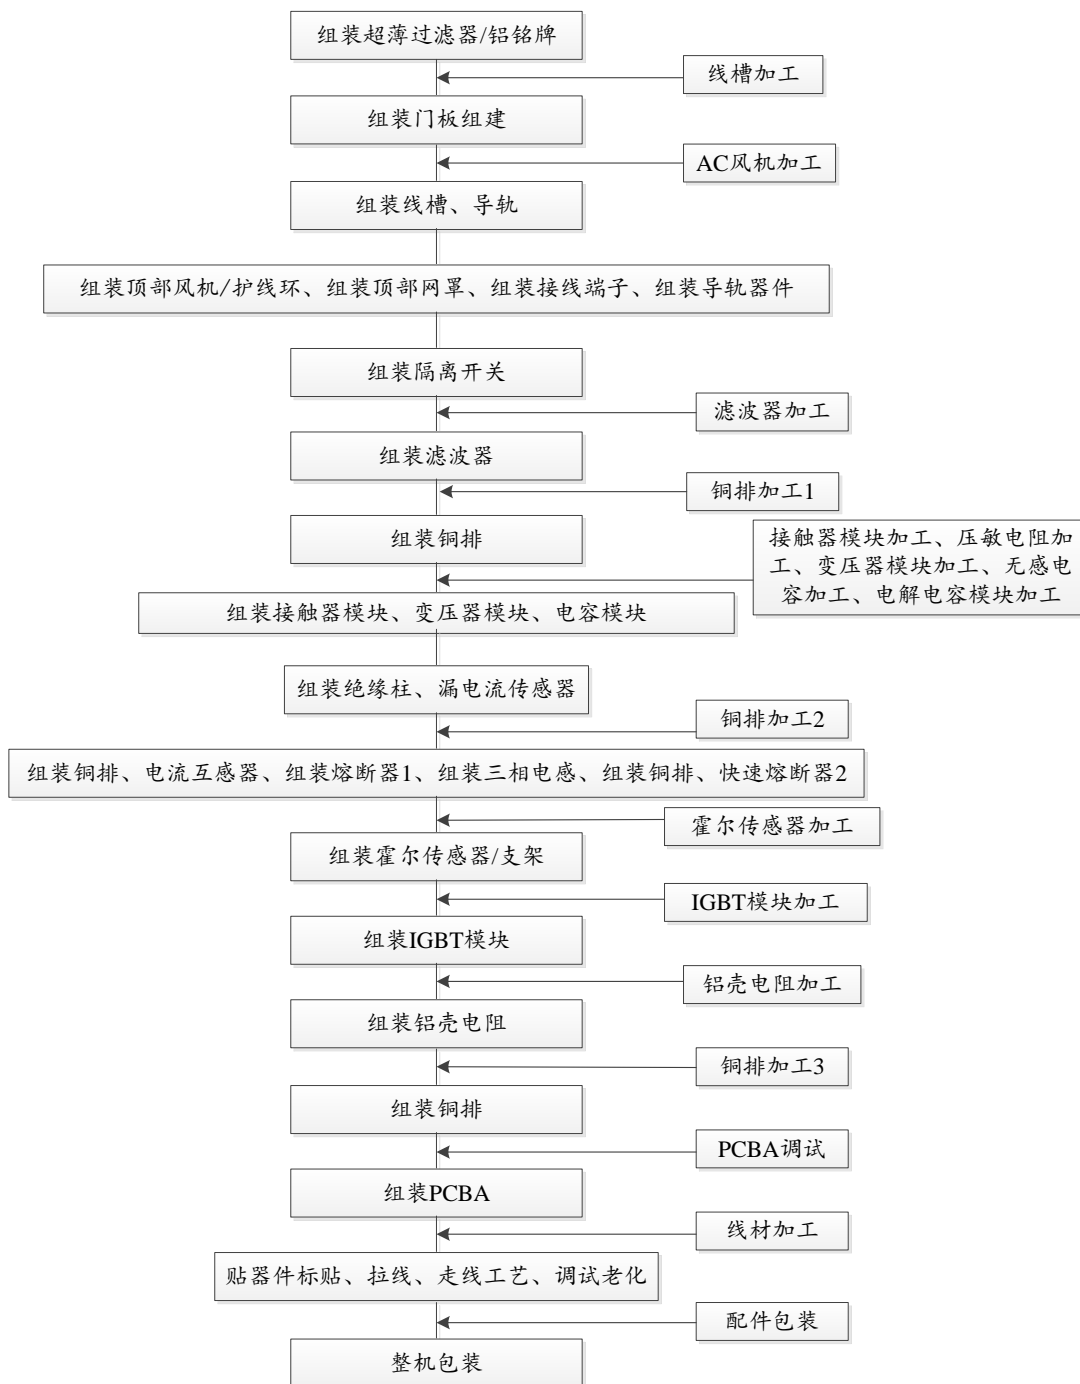 组装超薄过滤器/铝铭牌
线槽加工
组装门板组建
AC风机加工
组装线槽、导轨
组装顶部风机/护线环、组装顶部网罩、组装接线端子、组装导轨器件
组装隔离开关
滤波器加工
组装滤波器
铜排加工1
组装铜排
接触器模块加工、压敏电阻加
工、变压器模块加工、无感电
容加工、电解电容模块加工
组装接触器模块、变压器模块、电容模块
组装绝缘柱、漏电流传感器
铜排加工2
组装铜排、电流互感器、组装熔断器1、组装三相电感、组装铜排、快速熔断器2
霍尔传感器加工
组装霍尔传感器/支架
IGBT模块加工
组装IGBT模块
铝壳电阻加工
组装铝壳电阻
铜排加工3
组装铜排
PCBA调试
组装PCBA
线材加工
贴器件标贴、拉线、走线工艺、调试老化
配件包装
整机包装